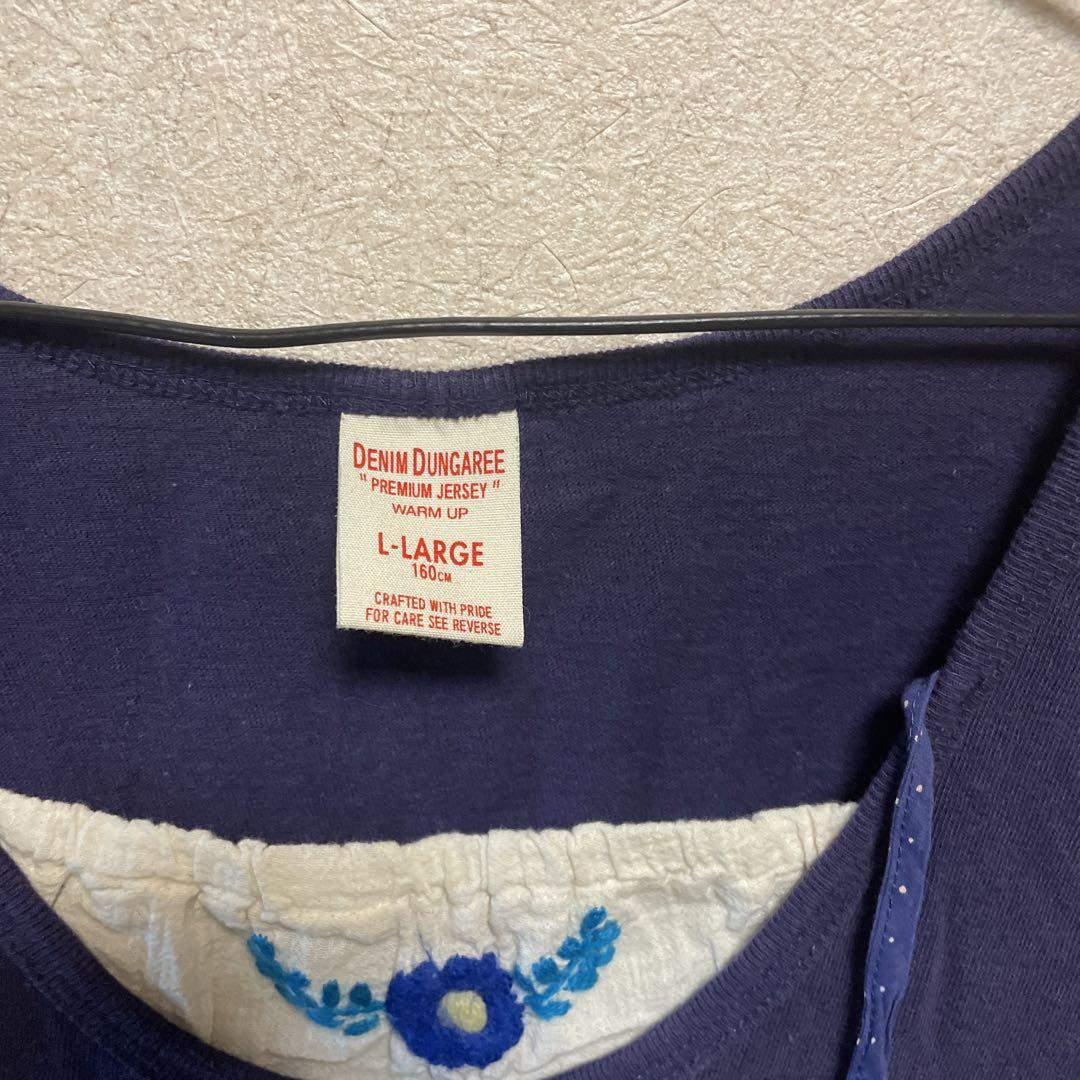 DENIM DUNGAREE
"PREMIUM JERSEY"
WARM UP
L-LARGE
160CM
CRAFTED WITH PRIDE
FOR CARE SEE REVERSE